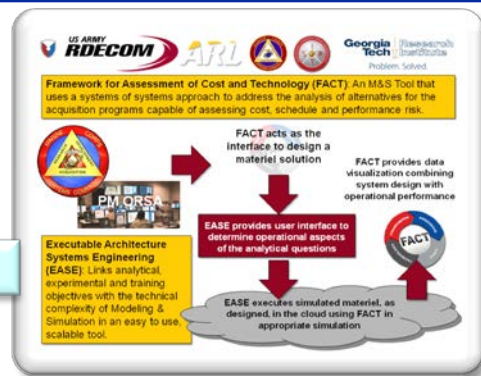 US ARMY
RDECOM
ARL
Georgia Tech Research Institute
Problem. Solved.
Framework for Assessment of Cost and Technology (FACT): An M&S Tool that
uses a systems of systems approach to address the analysis of alternatives for the
acquisition programs capable of assessing cost, schedule and performance risk.
FACT acts as the
interface to design a
materiel solution
FACT provides data
visualization combining
system design with
operational performance
PM ORSA
FACT
EASE provides user interface to
determine operational aspects
of the analytical questions
Executable Architecture
Systems Engineering
(EASE): Links analytical,
experimental and training
objectives with the technical
complexity of Modeling &
Simulation in an easy to use,
scalable tool.
EASE executes simulated materiel, as
designed, in the cloud using FACT in
appropriate simulation